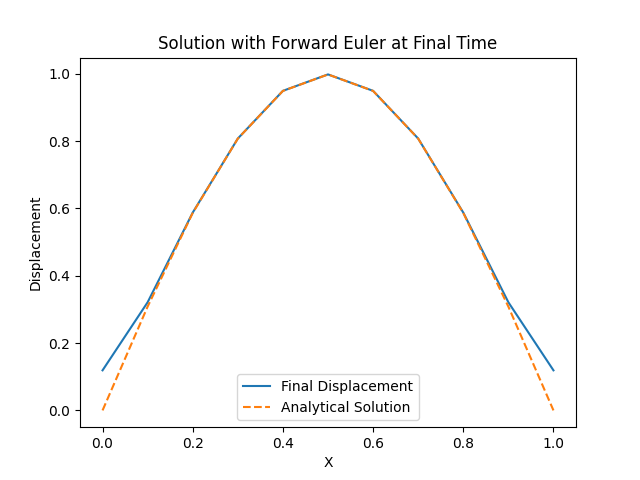 Solution with Forward Euler at Final Time
Displacement
1.0
0.8
0.6
0.4
0.2
0.0
Final Displacement
Analytical Solution
0.0 0.2 0.4 0.6 0.8 1.0
X